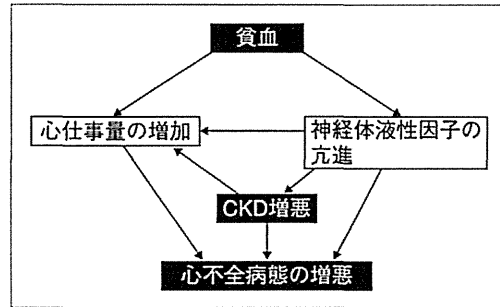 貧血
心仕事量の増加
神経体液性因子の
亢進
CKD増悪
心不全病態の増悪